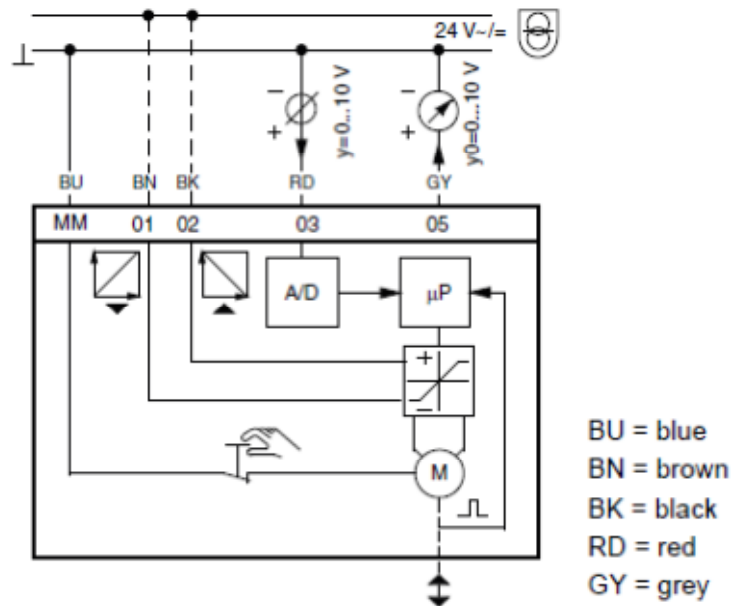 24 V~/=
⊥
− −
+ +
y=0...10 V
y0=0...10 V
BU BN BK RD GY
MM 01 02 03 05
A/D µP
+
−
M
BU = blue
BN = brown
BK = black
RD = red
GY = grey